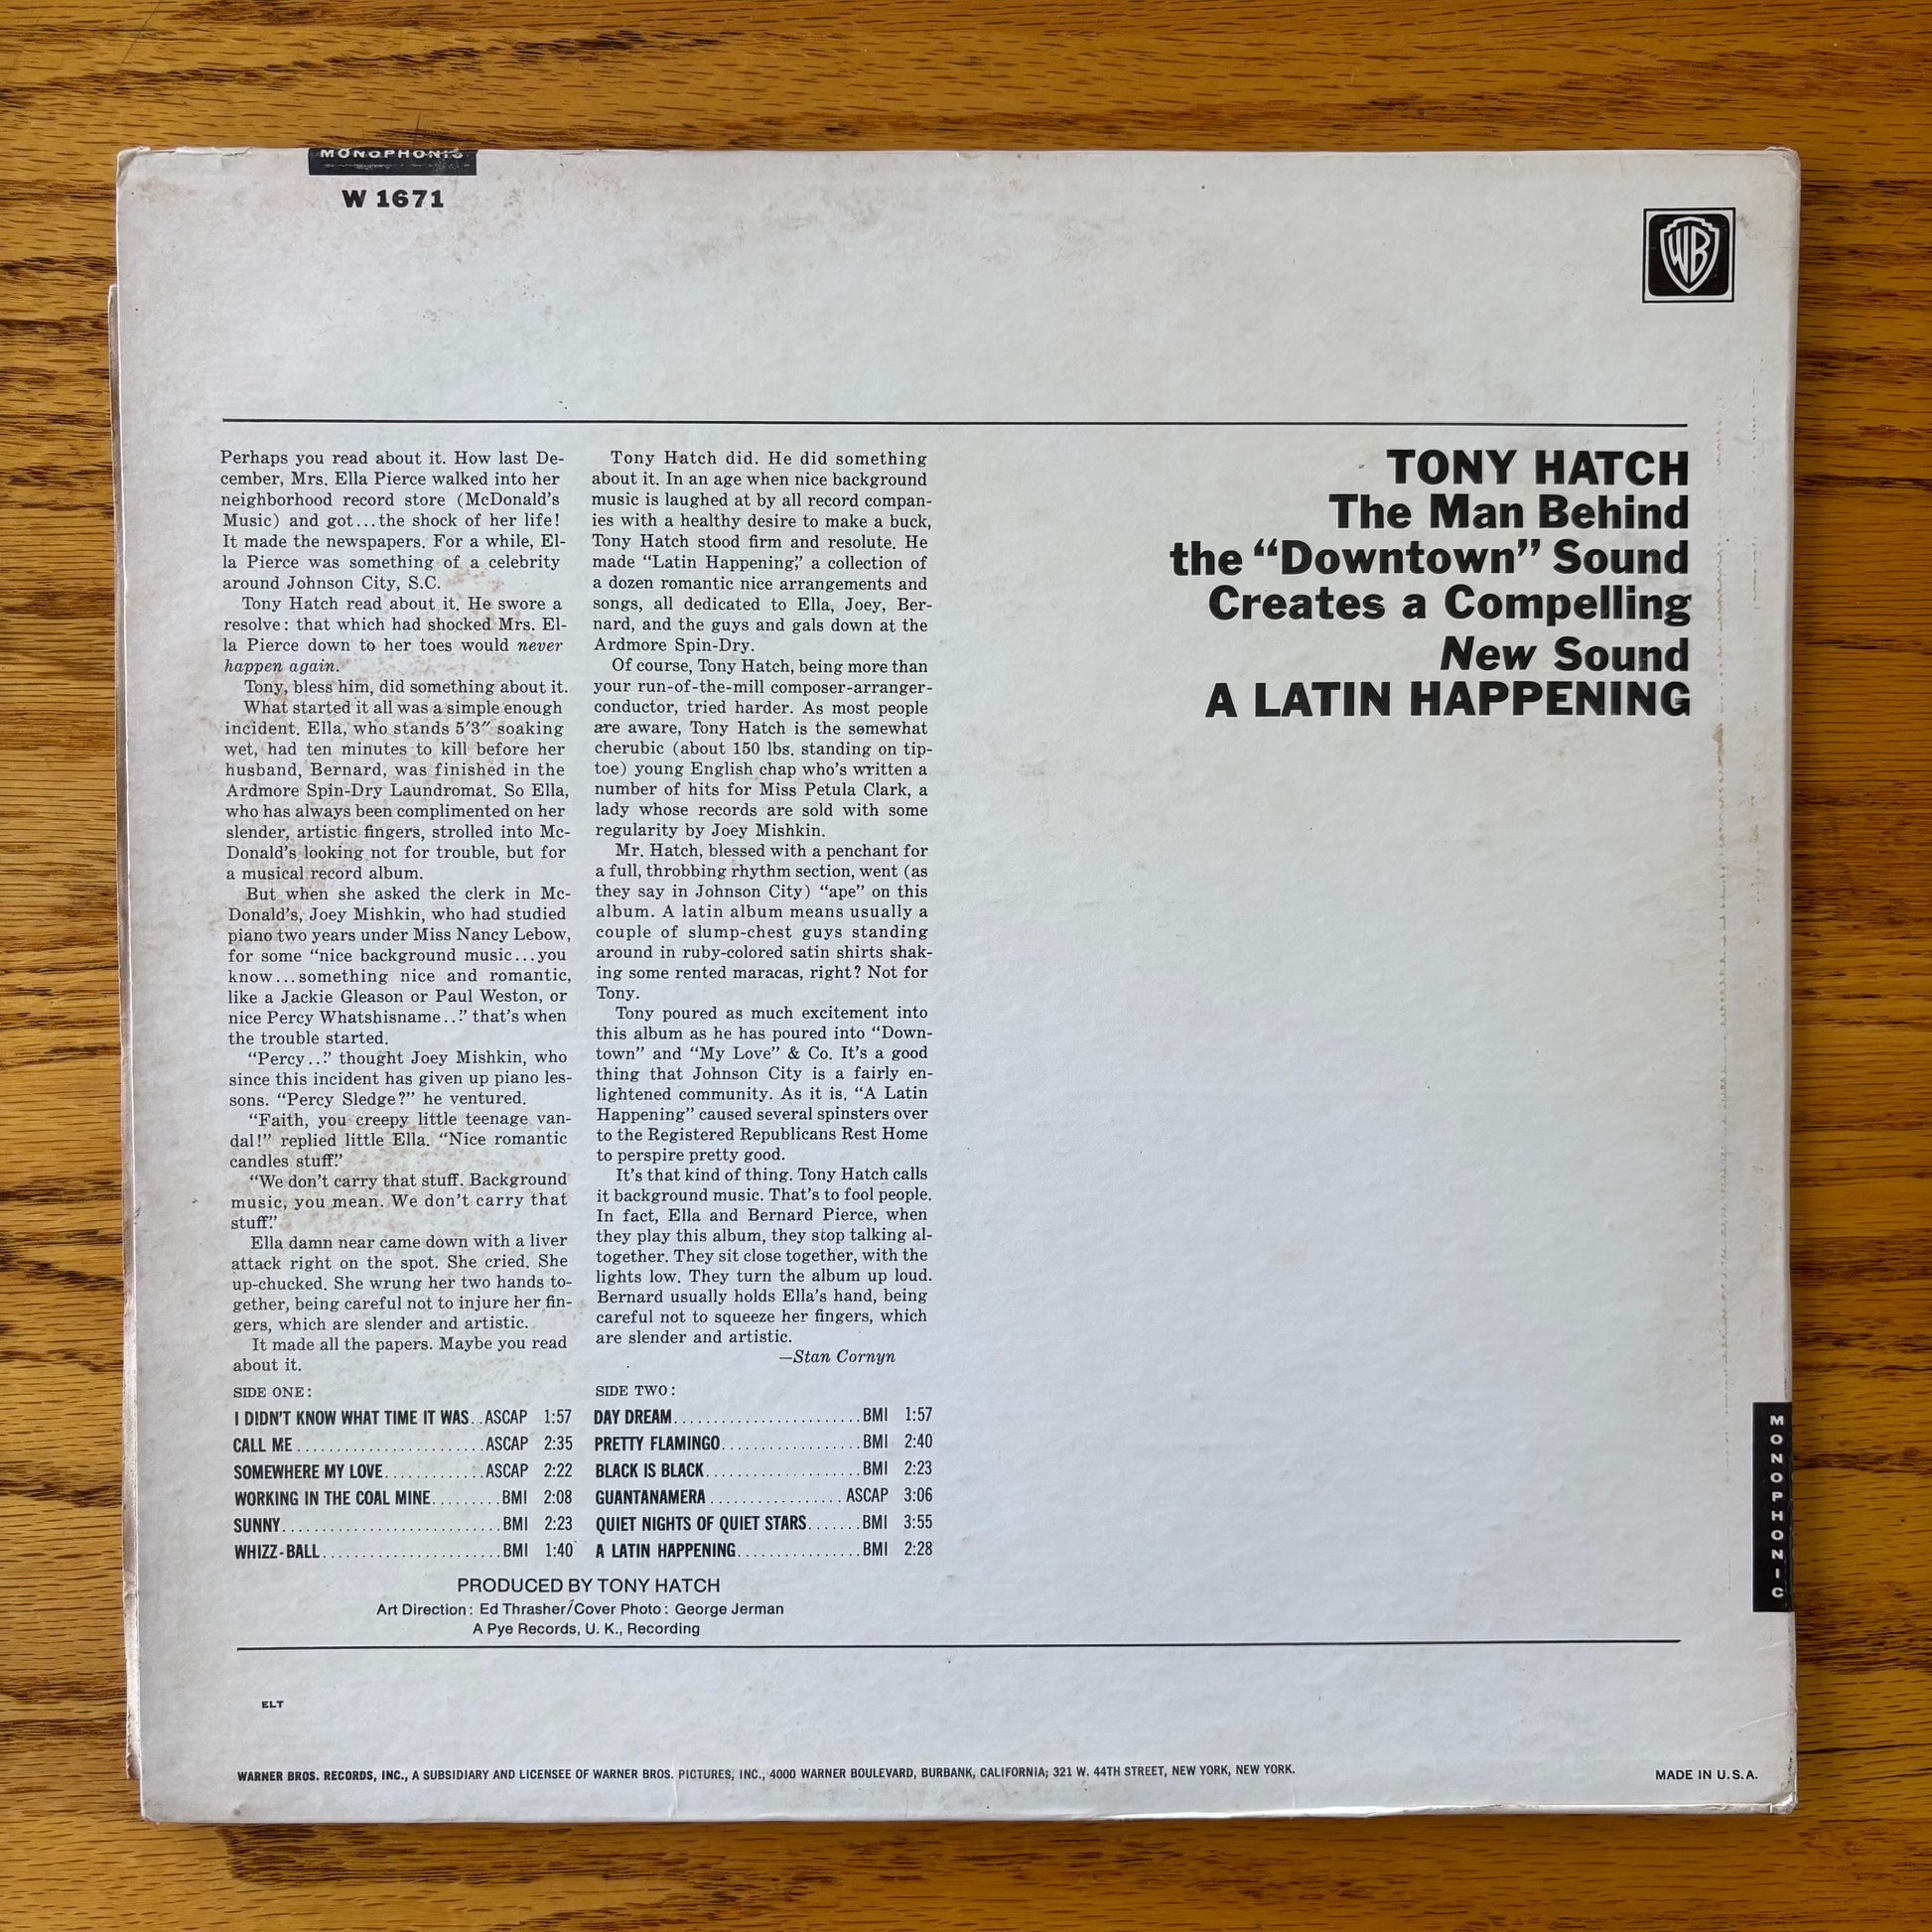 MONOPHONIC
W 1671
WB
Perhaps you read about it. How last De-
cember, Mrs. Ella Pierce walked into her
neighborhood record store (McDonald's
Music) and got...the shock of her life!
It made the newspapers. For a while, El-
la Pierce was something of a celebrity
around Johnson City, S.C.
Tony Hatch read about it. He swore a
resolve: that which had shocked Mrs. El-
la Pierce down to her toes would never
happen again.
Tony, bless him, did something about it.
What started it all was a simple enough
incident. Ella, who stands 5′3″ soaking
wet, had ten minutes to kill before her
husband, Bernard, was finished in the
Ardmore Spin-Dry Laundromat. So Ella,
who has always been complimented on her
slender, artistic fingers, strolled into Mc-
Donald's looking not for trouble, but for
a musical record album.
But when she asked the clerk in Mc-
Donald's, Joey Mishkin, who had studied
piano two years under Miss Nancy Lebow,
for some “nice background music...you
know...something nice and romantic,
like a Jackie Gleason or Paul Weston, or
nice Percy Whatshisname...” that's when
the trouble started.
“Percy...” thought Joey Mishkin, who
since this incident has given up piano les-
sons. “Percy Sledge?” he ventured.
“Faith, you creepy little teenage van-
dal!” replied little Ella. “Nice romantic
candles stuff.”
“We don't carry that stuff. Background
music, you mean. We don't carry that
stuff.”
Ella damn near came down with a liver
attack right on the spot. She cried. She
up-chucked. She wrung her two hands to-
gether, being careful not to injure her fin-
gers, which are slender and artistic.
It made all the papers. Maybe you read
about it.
Tony Hatch did. He did something
about it. In an age when nice background
music is laughed at by all record compan-
ies with a healthy desire to make a buck,
Tony Hatch stood firm and resolute. He
made “Latin Happening,” a collection of
a dozen romantic nice arrangements and
songs, all dedicated to Ella, Joey, Ber-
nard, and the guys and gals down at the
Ardmore Spin-Dry.
Of course, Tony Hatch, being more than
your run-of-the-mill composer-arranger-
conductor, tried harder. As most people
are aware, Tony Hatch is the somewhat
cherubic (about 150 lbs. standing on tip-
toe) young English chap who's written a
number of hits for Miss Petula Clark, a
lady whose records are sold with some
regularity by Joey Mishkin.
Mr. Hatch, blessed with a penchant for
a full, throbbing rhythm section, went (as
they say in Johnson City) “ape” on this
album. A latin album means usually a
couple of slump-chest guys standing
around in ruby-colored satin shirts shak-
ing some rented maracas, right? Not for
Tony.
Tony poured as much excitement into
this album as he has poured into “Down-
town” and “My Love” & Co. It's a good
thing that Johnson City is a fairly en-
lightened community. As it is, “A Latin
Happening” caused several spinsters over
to the Registered Republicans Rest Home
to perspire pretty good.
It's that kind of thing. Tony Hatch calls
it background music. That's to fool people.
In fact, Ella and Bernard Pierce, when
they play this album, they stop talking al-
together. They sit close together, with the
lights low. They turn the album up loud.
Bernard usually holds Ella's hand, being
careful not to squeeze her fingers, which
are slender and artistic.
—Stan Cornyn
TONY HATCH
The Man Behind
the “Downtown” Sound
Creates a Compelling
New Sound
A LATIN HAPPENING
SIDE ONE:
I DIDN'T KNOW WHAT TIME IT WAS..ASCAP 1:57
CALL ME.......................ASCAP 2:35
SOMEWHERE MY LOVE............ASCAP 2:22
WORKING IN THE COAL MINE.........BMI 2:08
SUNNY...........................BMI 2:23
WHIZZ-BALL......................BMI 1:40
SIDE TWO:
DAY DREAM.......................BMI 1:57
PRETTY FLAMINGO.................BMI 2:40
BLACK IS BLACK...................BMI 2:23
GUANTANAMERA................ASCAP 3:06
QUIET NIGHTS OF QUIET STARS.......BMI 3:55
A LATIN HAPPENING...............BMI 2:28
PRODUCED BY TONY HATCH
Art Direction: Ed Thrasher/Cover Photo: George Jerman
A Pye Records, U. K., Recording
MONOPHONIC
ELT
WARNER BROS. RECORDS, INC., A SUBSIDIARY AND LICENSEE OF WARNER BROS. PICTURES, INC., 4000 WARNER BOULEVARD, BURBANK, CALIFORNIA; 321 W. 44TH STREET, NEW YORK, NEW YORK.
MADE IN U.S.A.